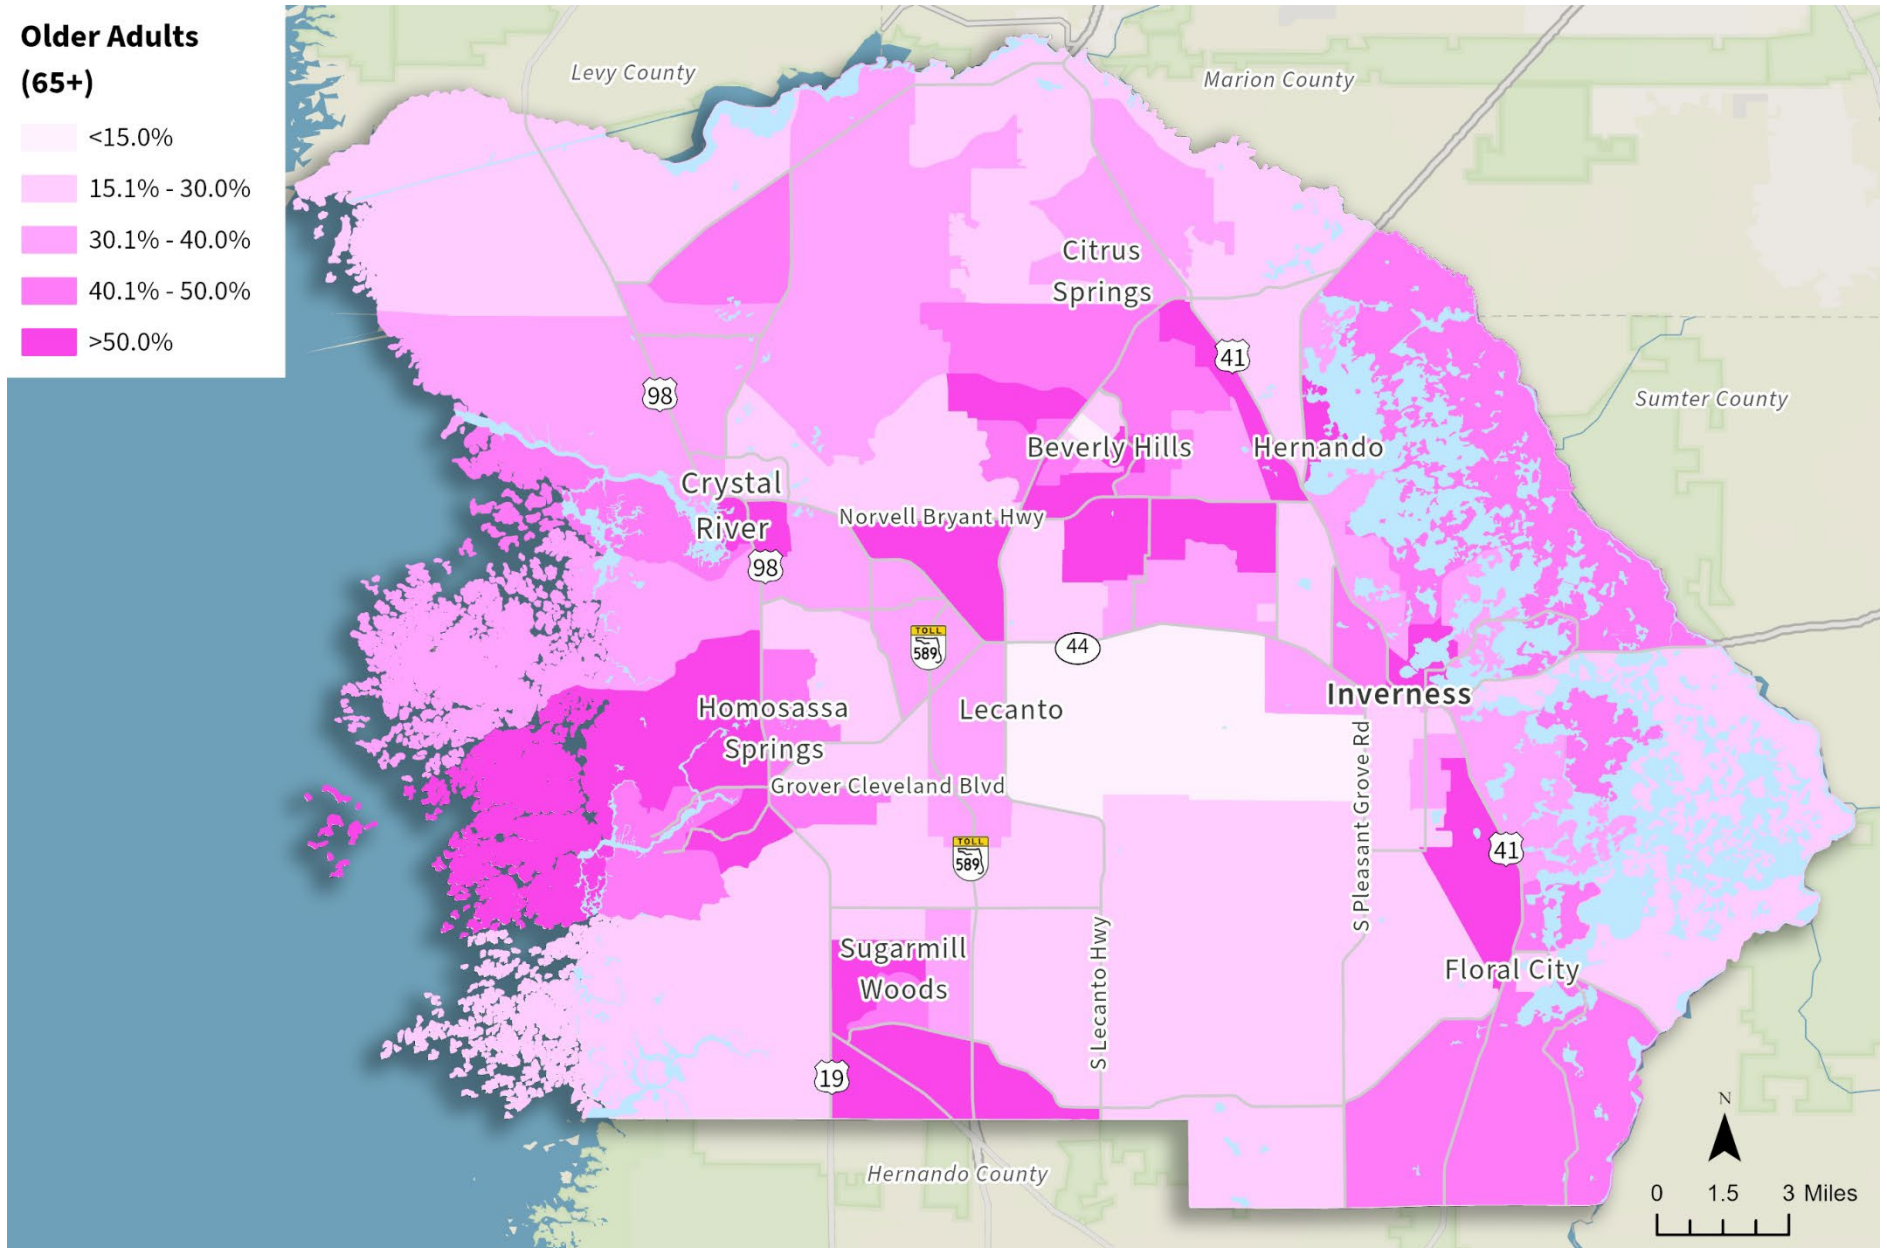 Older Adults
(65+)
<15.0%
15.1% - 30.0%
30.1% - 40.0%
40.1% - 50.0%
>50.0%
Levy County
Marion County
Citrus
Springs
41
98
Sumter County
Beverly Hills
Hernando
Crystal
River
Norvell Bryant Hwy
98
TOLL
589
44
Homosassa
Springs
Lecanto
Inverness
Grover Cleveland Blvd
S Pleasant Grove Rd
TOLL
589
41
Sugarmill
Woods
S Lecanto Hwy
Floral City
19
Hernando County
N
0 1.5 3 Miles